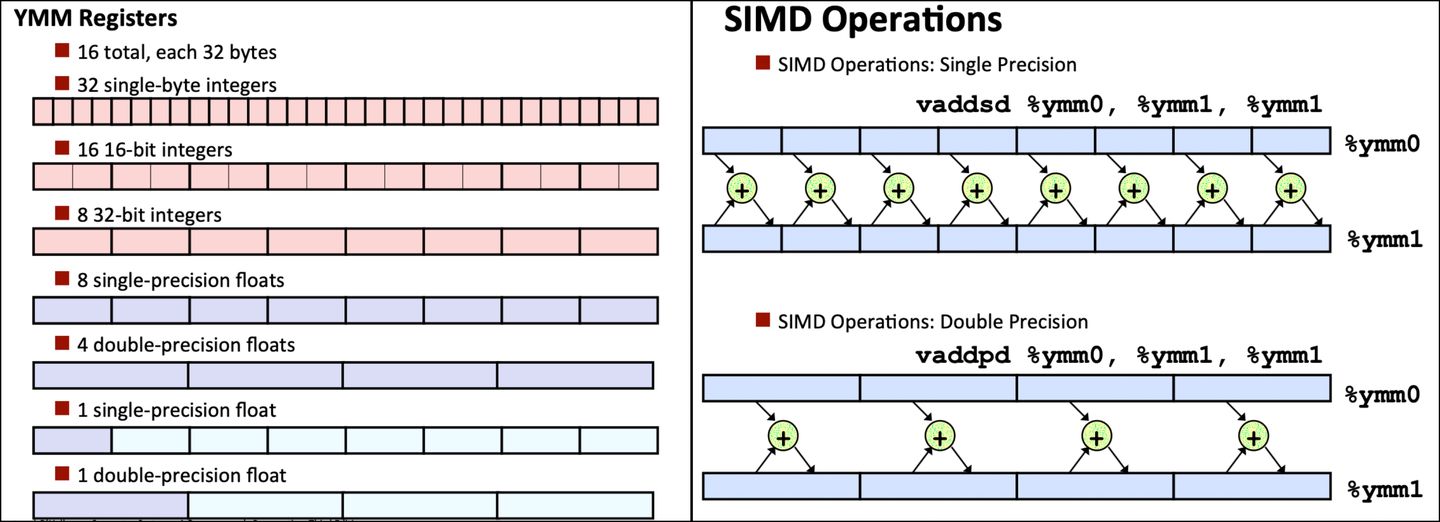 YMM Registers
16 total, each 32 bytes
32 single-byte integers
16 16-bit integers
8 32-bit integers
8 single-precision floats
4 double-precision floats
1 single-precision float
1 double-precision float
SIMD Operations
SIMD Operations: Single Precision
vaddsd %ymm0, %ymm1, %ymm1
%ymm0
+ + + + + + + +
%ymm1
SIMD Operations: Double Precision
vaddpd %ymm0, %ymm1, %ymm1
%ymm0
+ + + +
%ymm1